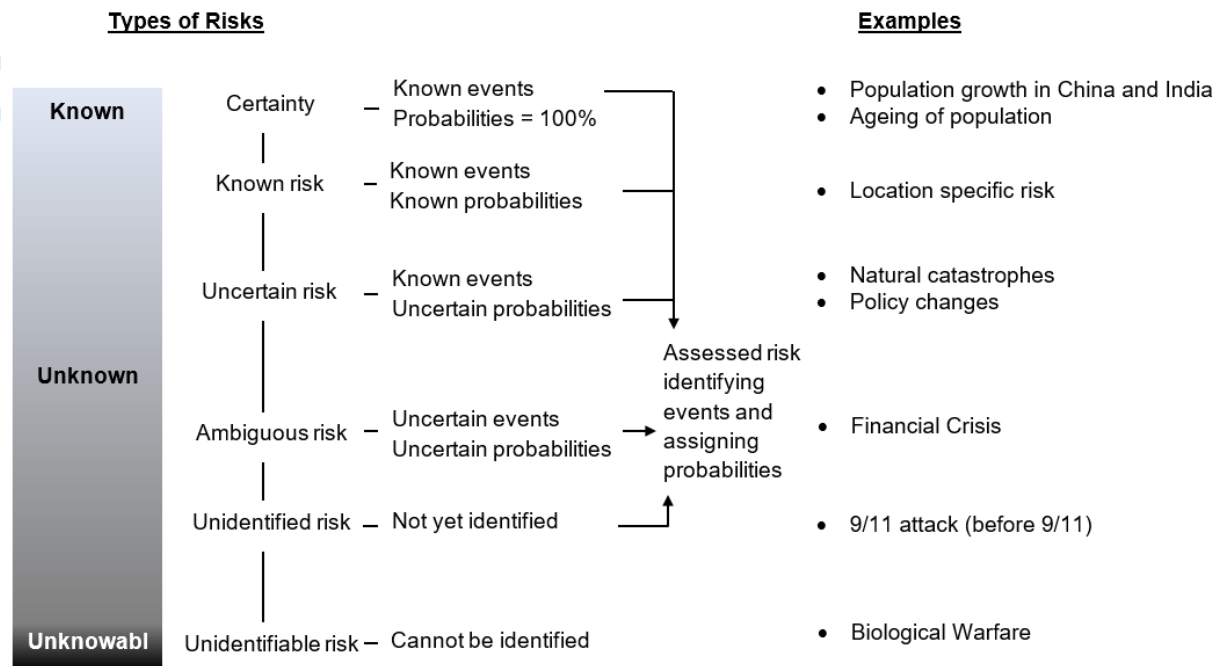 Types of Risks
Examples
Known
Certainty
– Known events
Probabilities = 100%
• Population growth in China and India
• Ageing of population
Known risk
– Known events
Known probabilities
• Location specific risk
Uncertain risk
– Known events
Uncertain probabilities
• Natural catastrophes
• Policy changes
Unknown
Assessed risk
identifying
events and
assigning
probabilities
Ambiguous risk
– Uncertain events
Uncertain probabilities
• Financial Crisis
Unidentified risk
– Not yet identified
• 9/11 attack (before 9/11)
Unknowabl
Unidentifiable risk
– Cannot be identified
• Biological Warfare